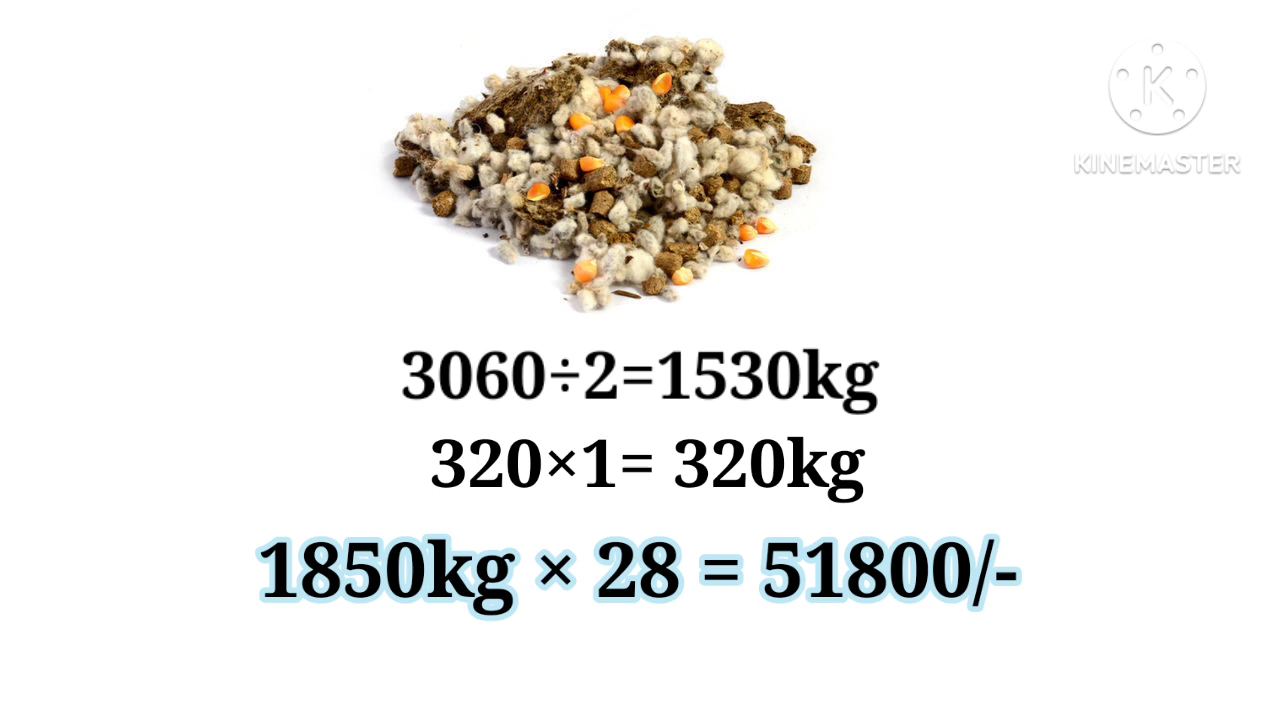 KINEMASTER
3060÷2=1530kg
320×1= 320kg
1850kg × 28 = 51800/-